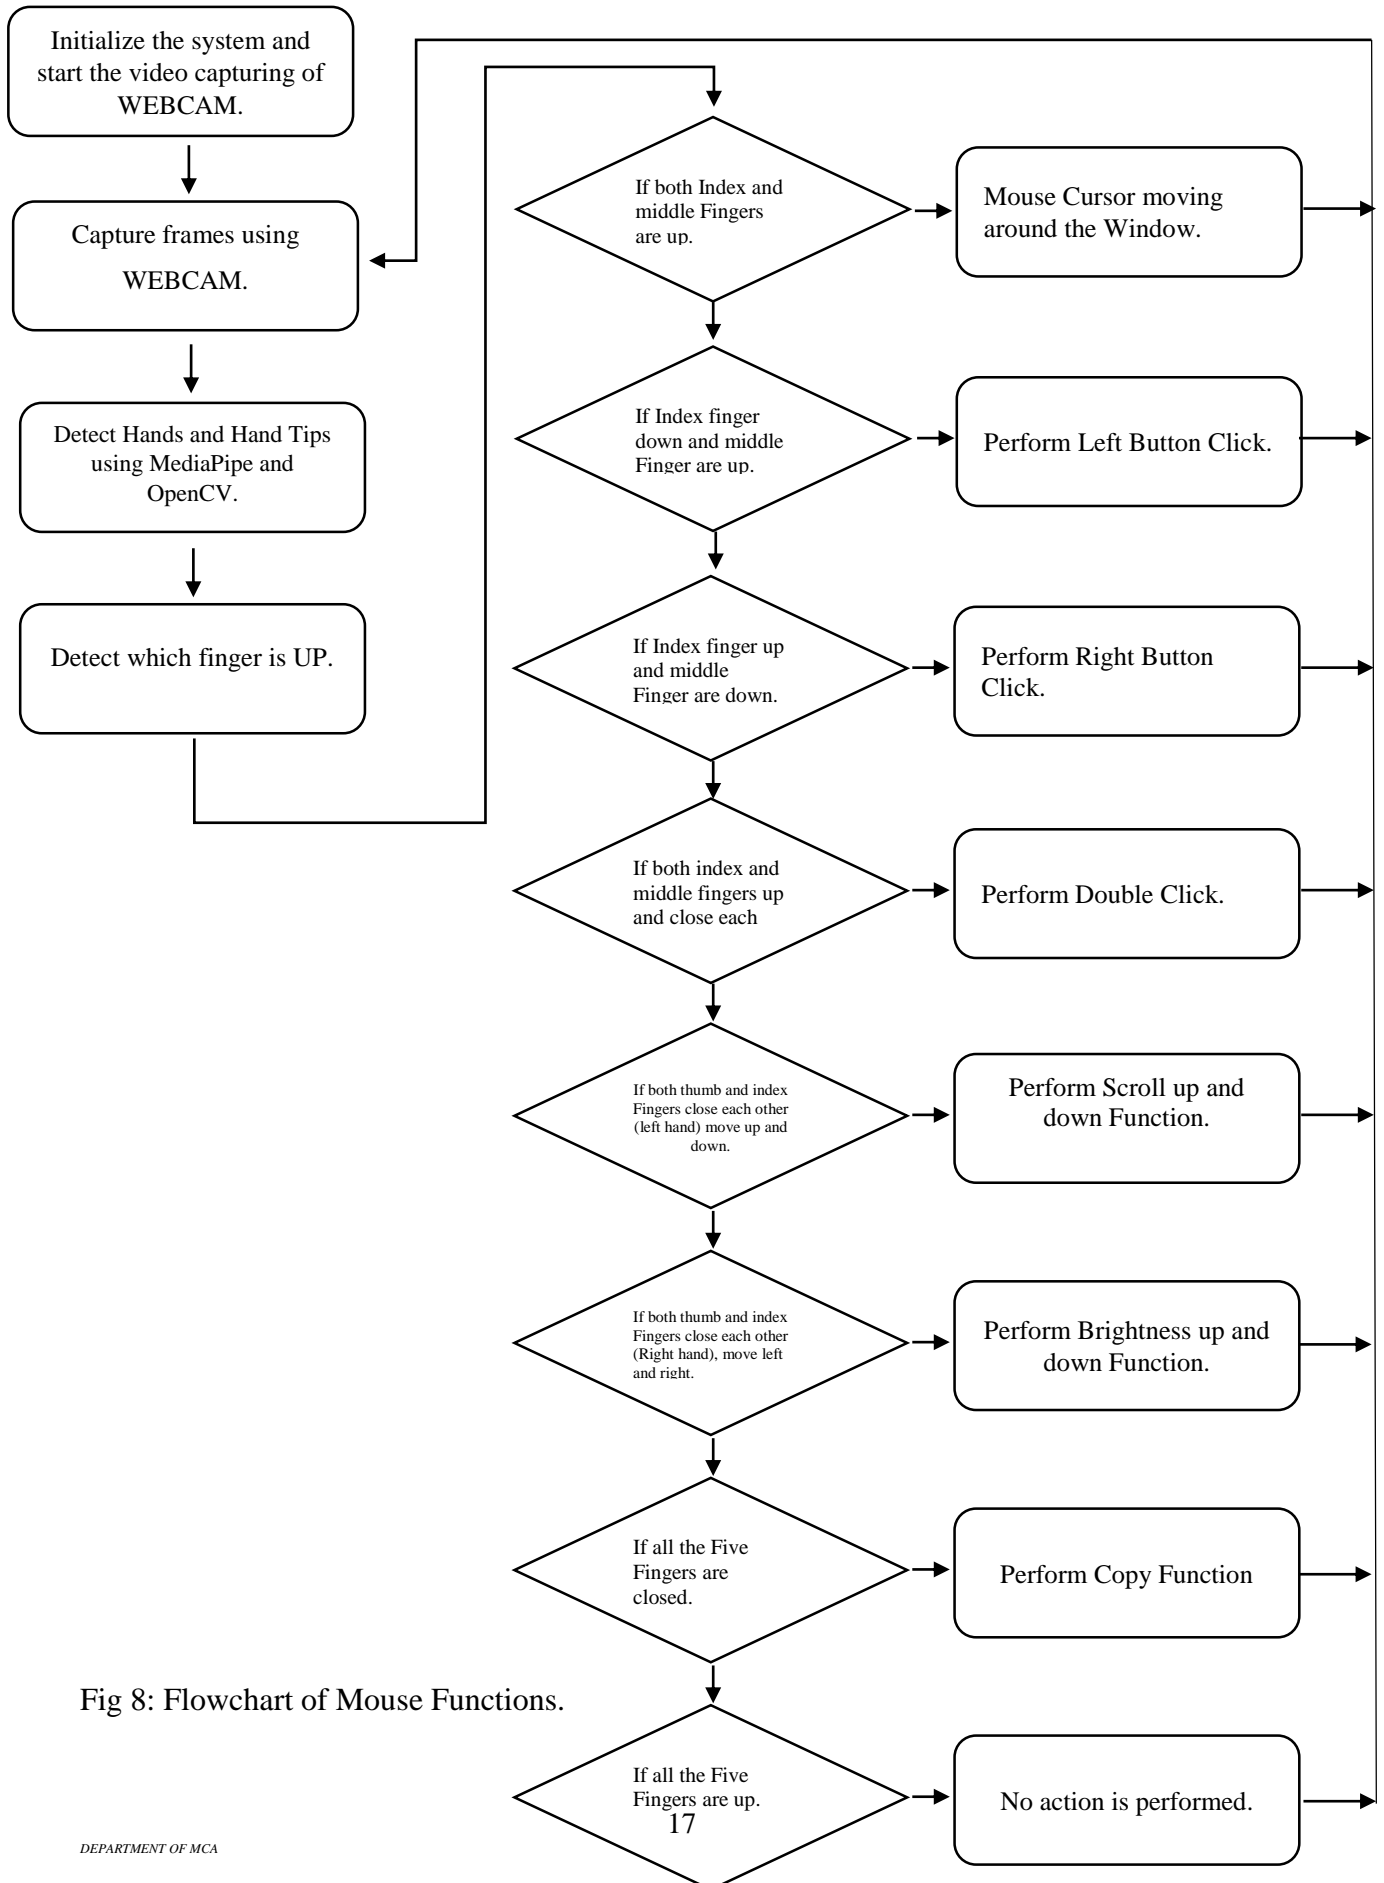 Initialize the system and
start the video capturing of
WEBCAM.
Capture frames using
WEBCAM.
Detect Hands and Hand Tips
using MediaPipe and
OpenCV.
Detect which finger is UP.
If both Index and
middle Fingers
are up.
Mouse Cursor moving
around the Window.
If Index finger
down and middle
Finger are up.
Perform Left Button Click.
If Index finger up
and middle
Finger are down.
Perform Right Button
Click.
If both index and
middle fingers up
and close each
Perform Double Click.
If both thumb and index
Fingers close each other
(left hand) move up and
down.
Perform Scroll up and
down Function.
If both thumb and index
Fingers close each other
(Right hand), move left
and right.
Perform Brightness up and
down Function.
If all the Five
Fingers are
closed.
Perform Copy Function
Fig 8: Flowchart of Mouse Functions.
If all the Five
Fingers are up.
No action is performed.
17
DEPARTMENT OF MCA